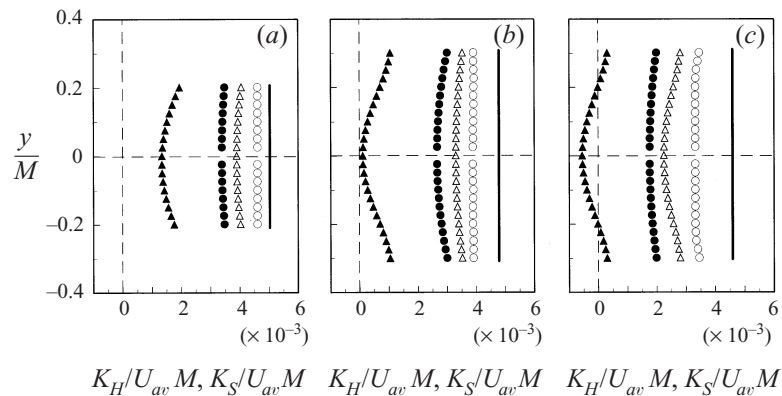 (a) (b) (c)
0.4
0.2
y/M 0
–0.2
–0.4
0 2 4 6 0 2 4 6 0 2 4 6
(× 10⁻³) (× 10⁻³) (× 10⁻³)
K_H/U_av M, K_S/U_av M K_H/U_av M, K_S/U_av M K_H/U_av M, K_S/U_av M